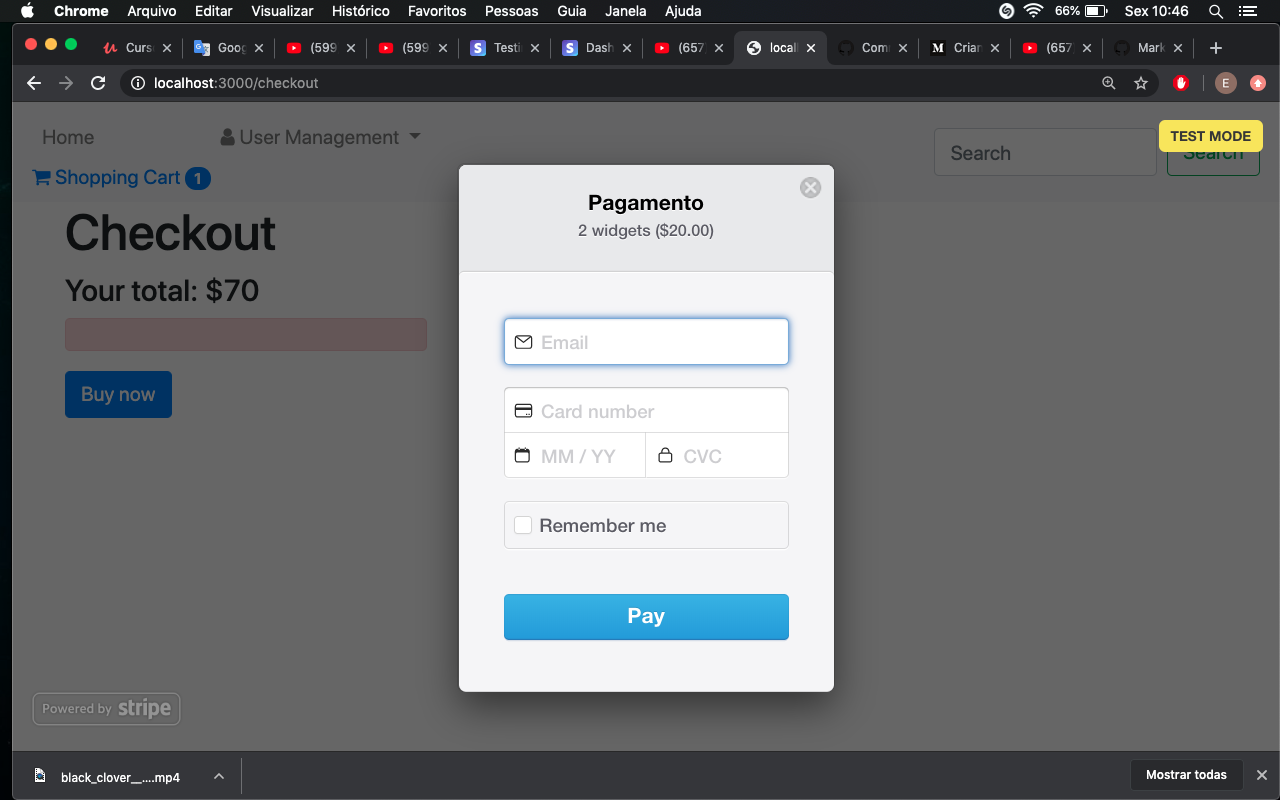 Chrome Arquivo Editar Visualizar Histórico Favoritos Pessoas Guia Janela Ajuda 66% Sex 10:46
Curs Goog (599 (599 Testi Dash (657 locall Com Crian (657 Mark
localhost:3000/checkout E
Home User Management Search Search
TEST MODE
Shopping Cart 1
Checkout
Your total: $70
Buy now
Pagamento
2 widgets ($20.00)
Email
Card number
MM / YY CVC
Remember me
Pay
Powered by stripe
black_clover__....mp4 Mostrar todas